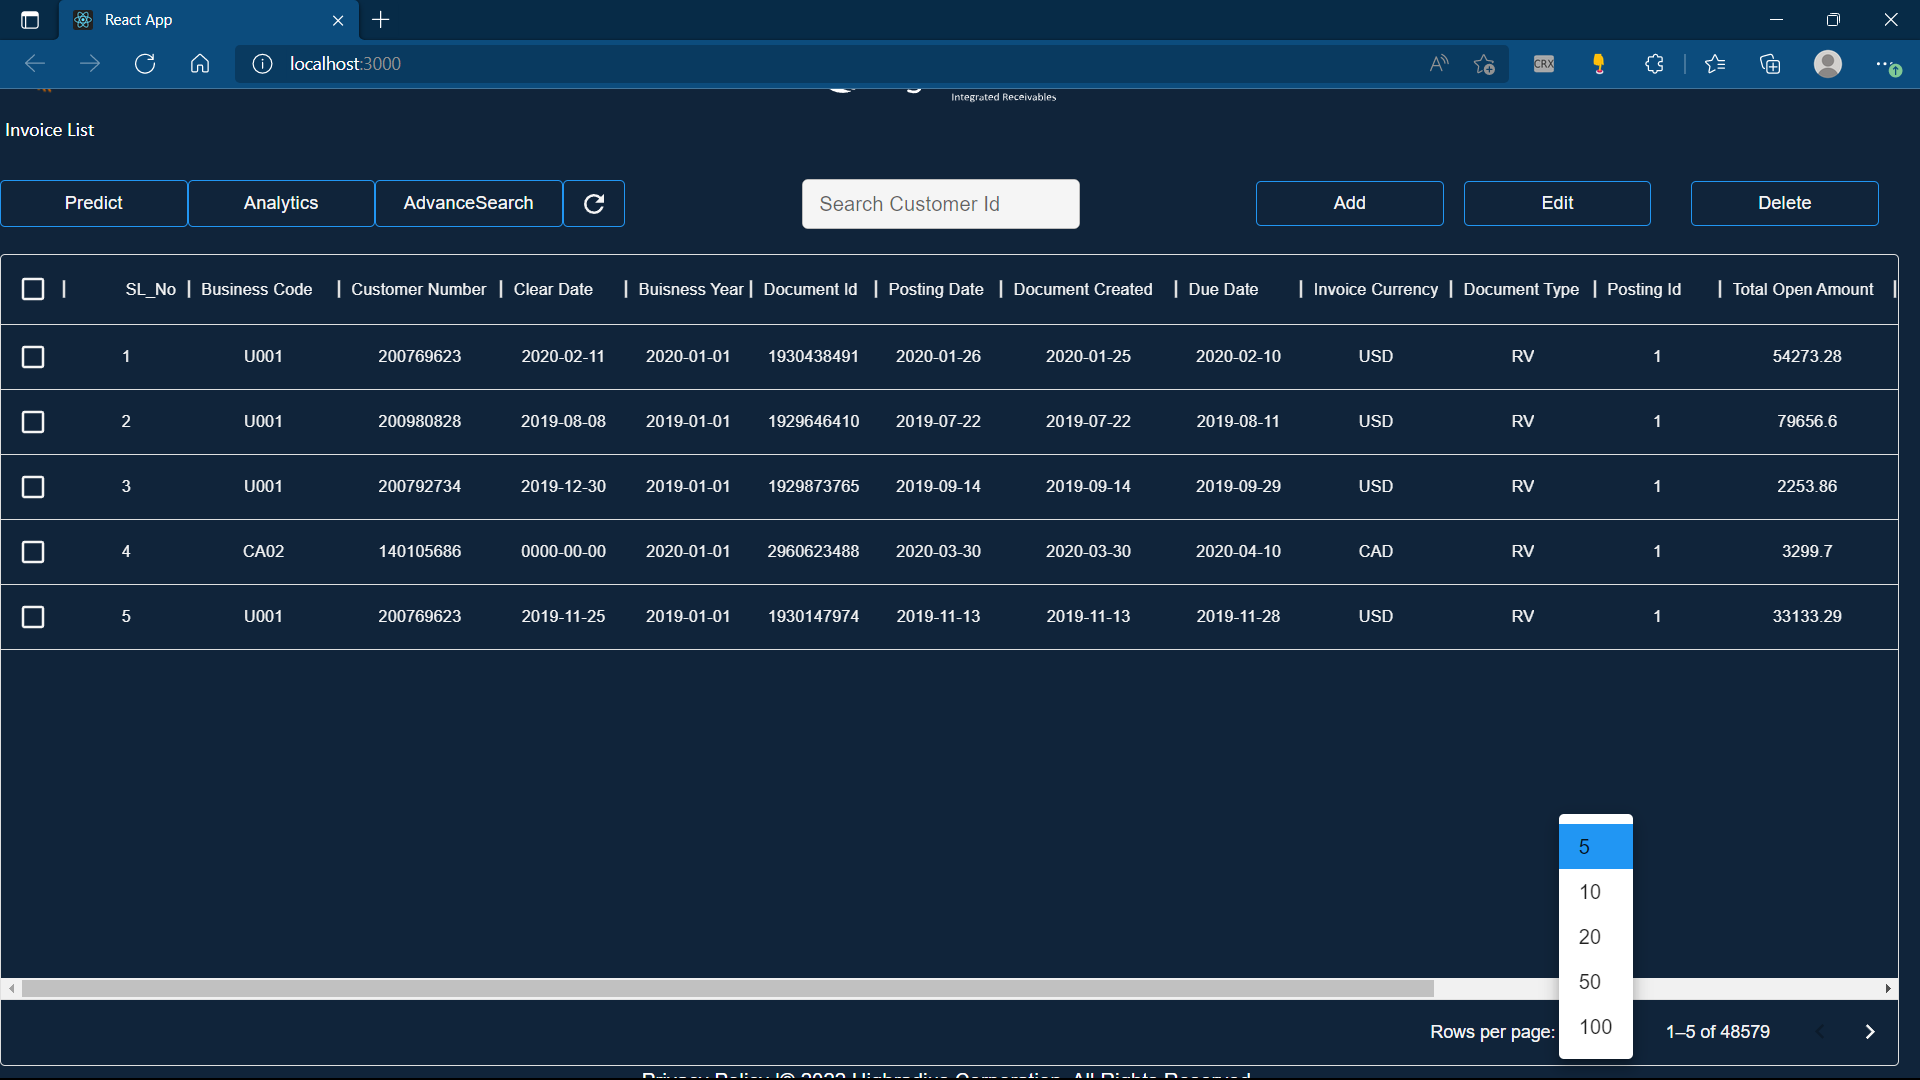 React App
localhost:3000
CRX
Integrated Receivables
Invoice List
Predict Analytics AdvanceSearch Search Customer Id Add Edit Delete
SL_No Business Code Customer Number Clear Date Buisness Year Document Id Posting Date Document Created Due Date Invoice Currency Document Type Posting Id Total Open Amount
1 U001 200769623 2020-02-11 2020-01-01 1930438491 2020-01-26 2020-01-25 2020-02-10 USD RV 1 54273.28
2 U001 200980828 2019-08-08 2019-01-01 1929646410 2019-07-22 2019-07-22 2019-08-11 USD RV 1 79656.6
3 U001 200792734 2019-12-30 2019-01-01 1929873765 2019-09-14 2019-09-14 2019-09-29 USD RV 1 2253.86
4 CA02 140105686 0000-00-00 2020-01-01 2960623488 2020-03-30 2020-03-30 2020-04-10 CAD RV 1 3299.7
5 U001 200769623 2019-11-25 2019-01-01 1930147974 2019-11-13 2019-11-13 2019-11-28 USD RV 1 33133.29
5
10
20
50
100
Rows per page: 1–5 of 48579
Privacy Policy |© 2022 Highradius Corporation. All Rights Reserved